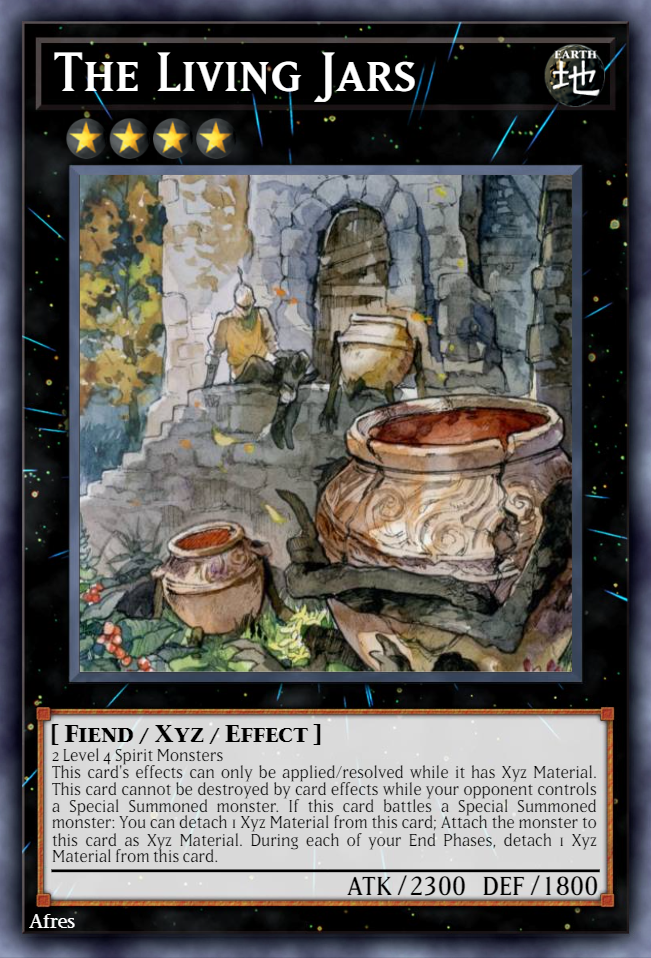 The Living Jars
EARTH
地
[ Fiend / Xyz / Effect ]
2 Level 4 Spirit Monsters
This card's effects can only be applied/resolved while it has Xyz Material.
This card cannot be destroyed by card effects while your opponent controls
a Special Summoned monster. If this card battles a Special Summoned
monster: You can detach 1 Xyz Material from this card; Attach the monster to
this card as Xyz Material. During each of your End Phases, detach 1 Xyz
Material from this card.
ATK / 2300 DEF / 1800
Afres